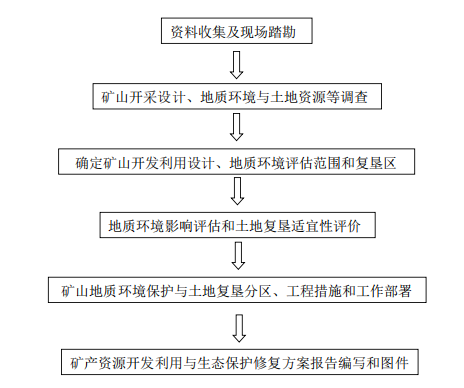 资料收集及现场踏勘
矿山开采设计、地质环境与土地资源等调查
确定矿山开发利用设计、地质环境评估范围和复垦区
地质环境影响评估和土地复垦适宜性评价
矿山地质环境保护与土地复垦分区、工程措施和工作部署
矿产资源开发利用与生态保护修复方案报告编写和图件